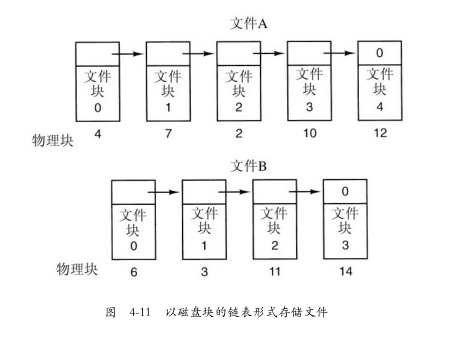 文件A
0
文件 文件 文件 文件 文件
块 块 块 块 块
0 1 2 3 4
物理块 4 7 2 10 12
文件B
0
文件 文件 文件 文件
块 块 块 块
0 1 2 3
物理块 6 3 11 14
图 4-11 以磁盘块的链表形式存储文件